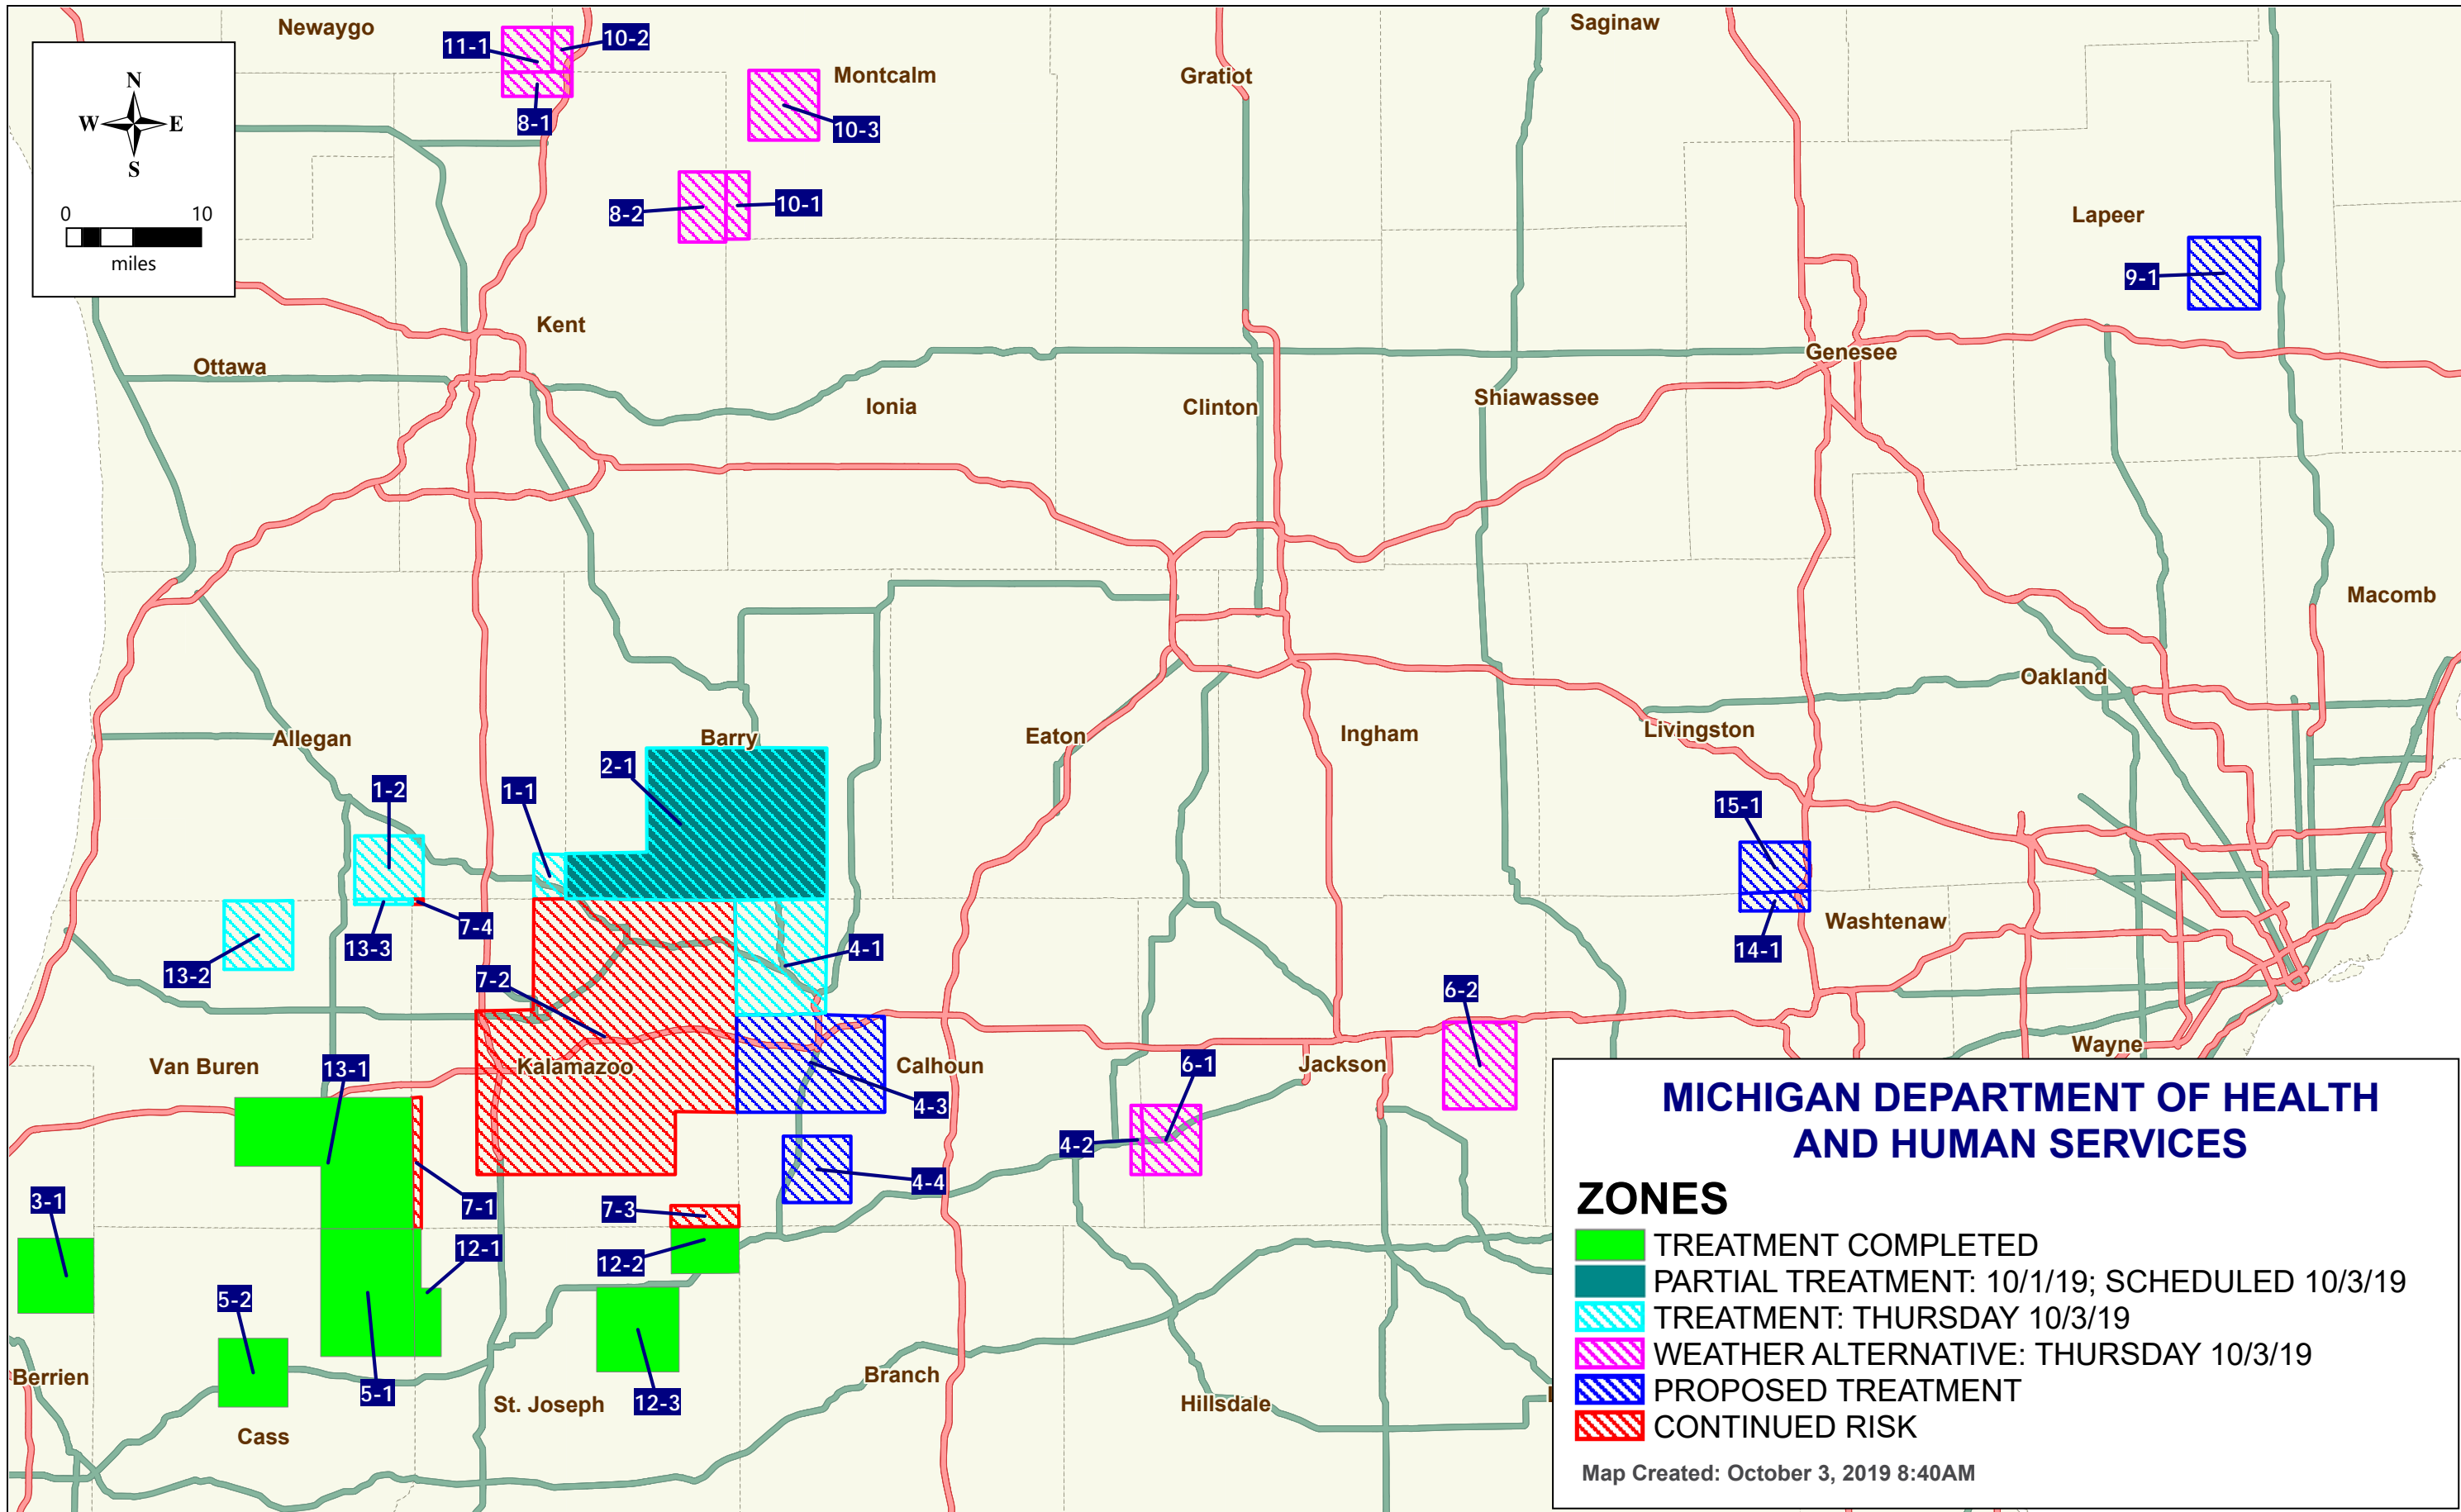 Newaygo
Saginaw
11-1
10-2
Montcalm
Gratiot
N
W
E
S
8-1
10-3
0
10
miles
8-2
10-1
Lapeer
9-1
Kent
Ottawa
Genesee
Ionia
Clinton
Shiawassee
Macomb
Oakland
Allegan
Barry
Eaton
Ingham
Livingston
2-1
1-2
1-1
15-1
7-4
13-3
13-2
4-1
Washtenaw
14-1
7-2
6-2
Van Buren
13-1
Kalamazoo
Calhoun
6-1
Jackson
Wayne
4-3
4-2
4-4
3-1
7-1
7-3
12-1
12-2
5-2
Berrien
5-1
12-3
St. Joseph
Branch
Hillsdale
Cass
MICHIGAN DEPARTMENT OF HEALTH
AND HUMAN SERVICES
ZONES
TREATMENT COMPLETED
PARTIAL TREATMENT: 10/1/19; SCHEDULED 10/3/19
TREATMENT: THURSDAY 10/3/19
WEATHER ALTERNATIVE: THURSDAY 10/3/19
PROPOSED TREATMENT
CONTINUED RISK
Map Created: October 3, 2019 8:40AM